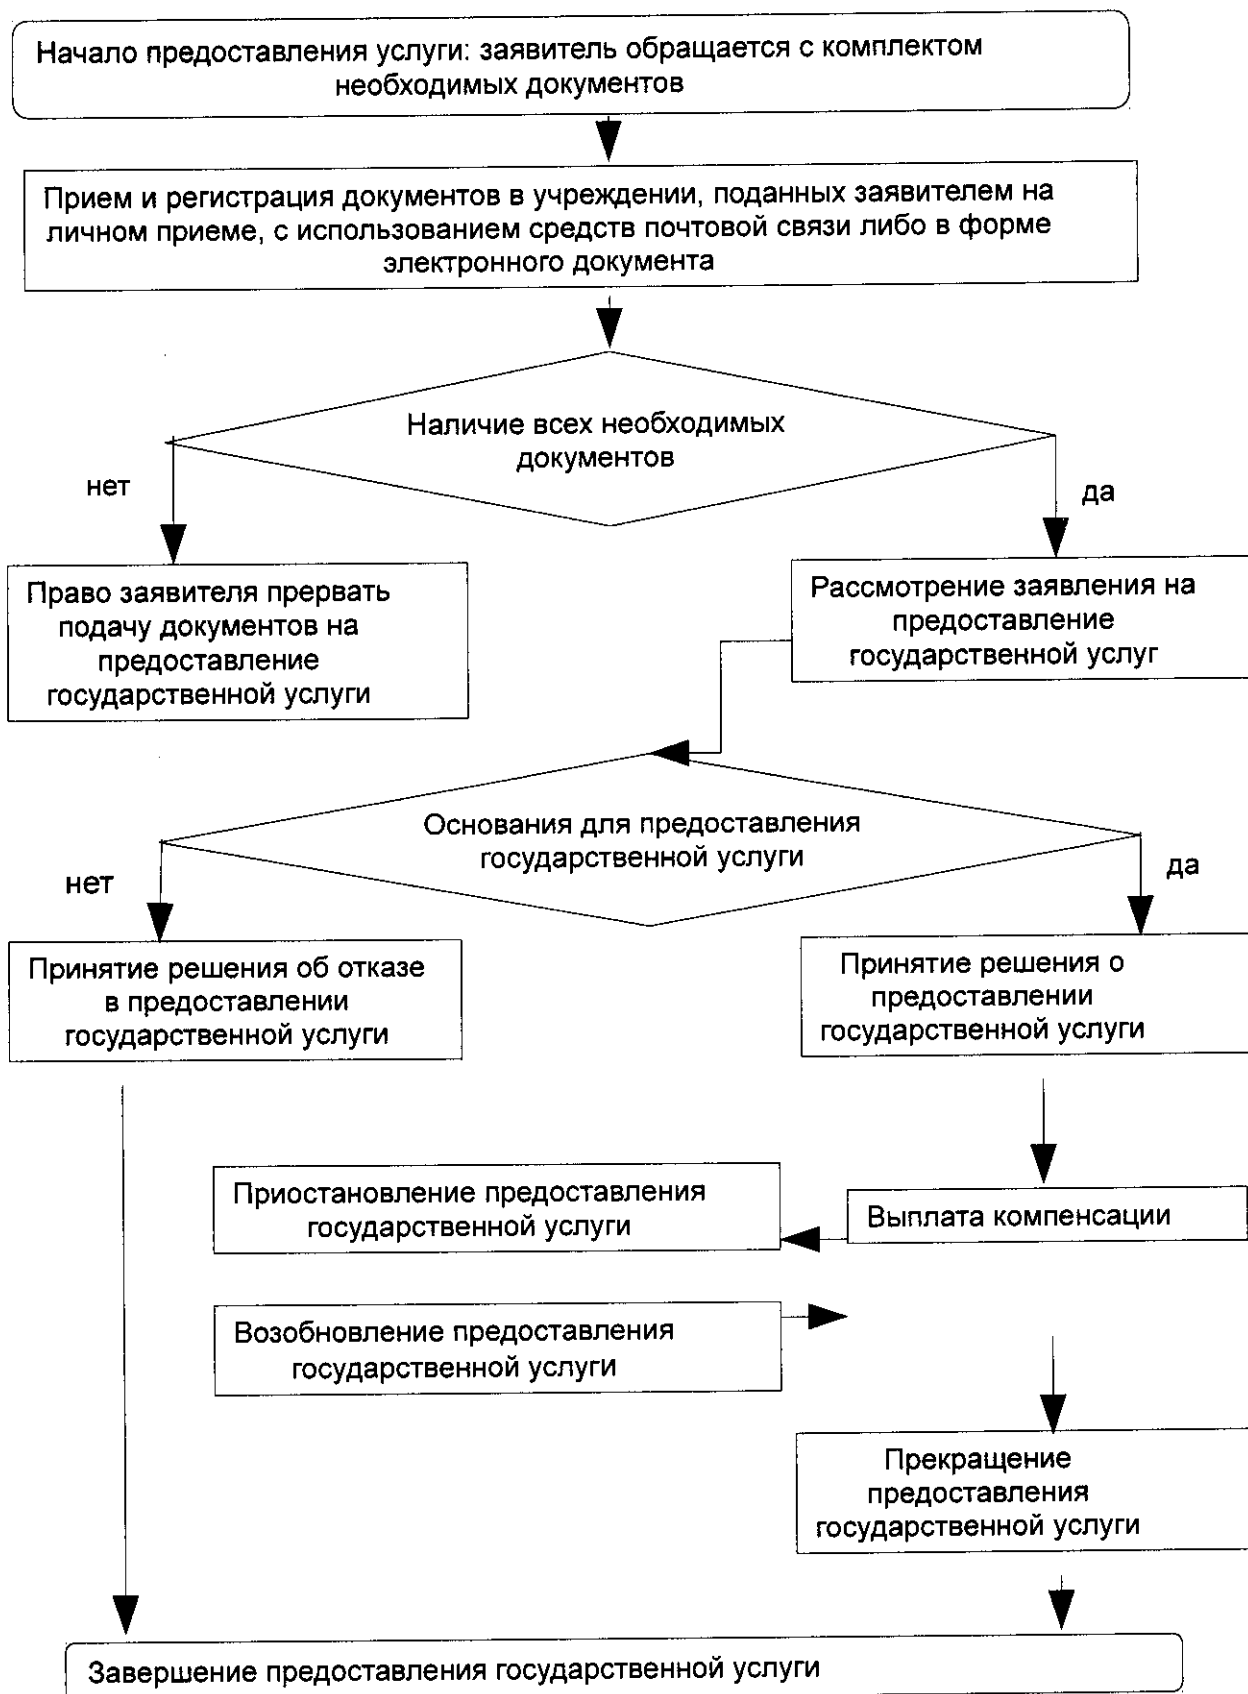 Начало предоставления услуги: заявитель обращается с комплектом
необходимых документов
Прием и регистрация документов в учреждении, поданных заявителем на
личном приеме, с использованием средств почтовой связи либо в форме
электронного документа
Наличие всех необходимых
документов
нет
да
Право заявителя прервать
подачу документов на
предоставление
государственной услуги
Рассмотрение заявления на
предоставление
государственной услуг
Основания для предоставления
государственной услуги
нет
да
Принятие решения об отказе
в предоставлении
государственной услуги
Принятие решения о
предоставлении
государственной услуги
Приостановление предоставления
государственной услуги
Выплата компенсации
Возобновление предоставления
государственной услуги
Прекращение
предоставления
государственной услуги
Завершение предоставления государственной услуги